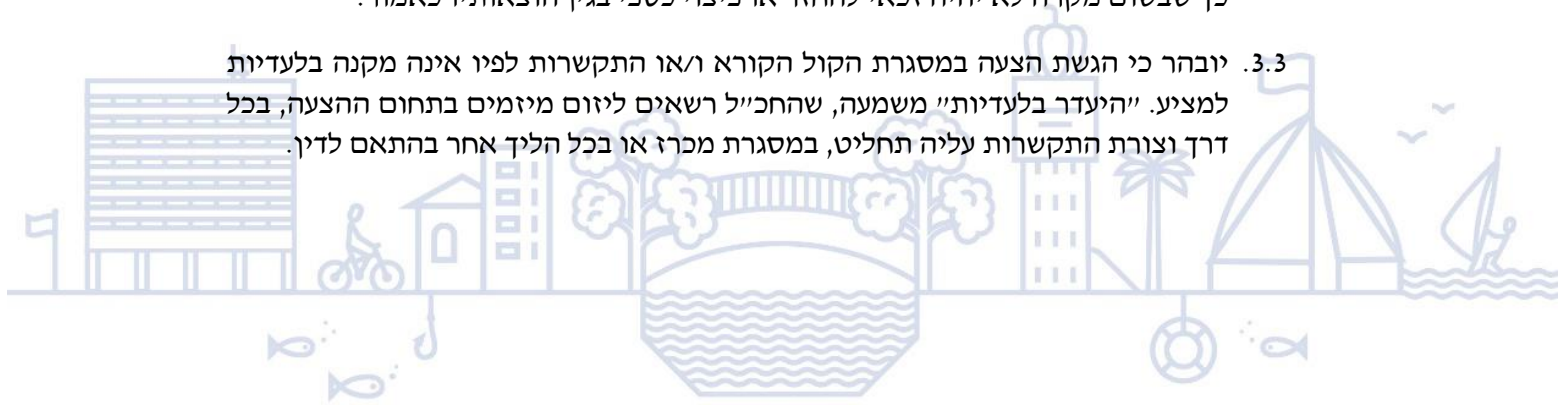 3.3. יובהר כי הגשת הצעה במסגרת הקול הקורא ו/או התקשרות לפיו אינה מקנה בלעדיות
למציע. "היעדר בלעדיות" משמעה, שהחכ"ל רשאים ליזום מיזמים בתחום ההצעה, בכל
דרך וצורת התקשרות עליה תחליט, במסגרת מכרז או בכל הליך אחר בהתאם לדין.